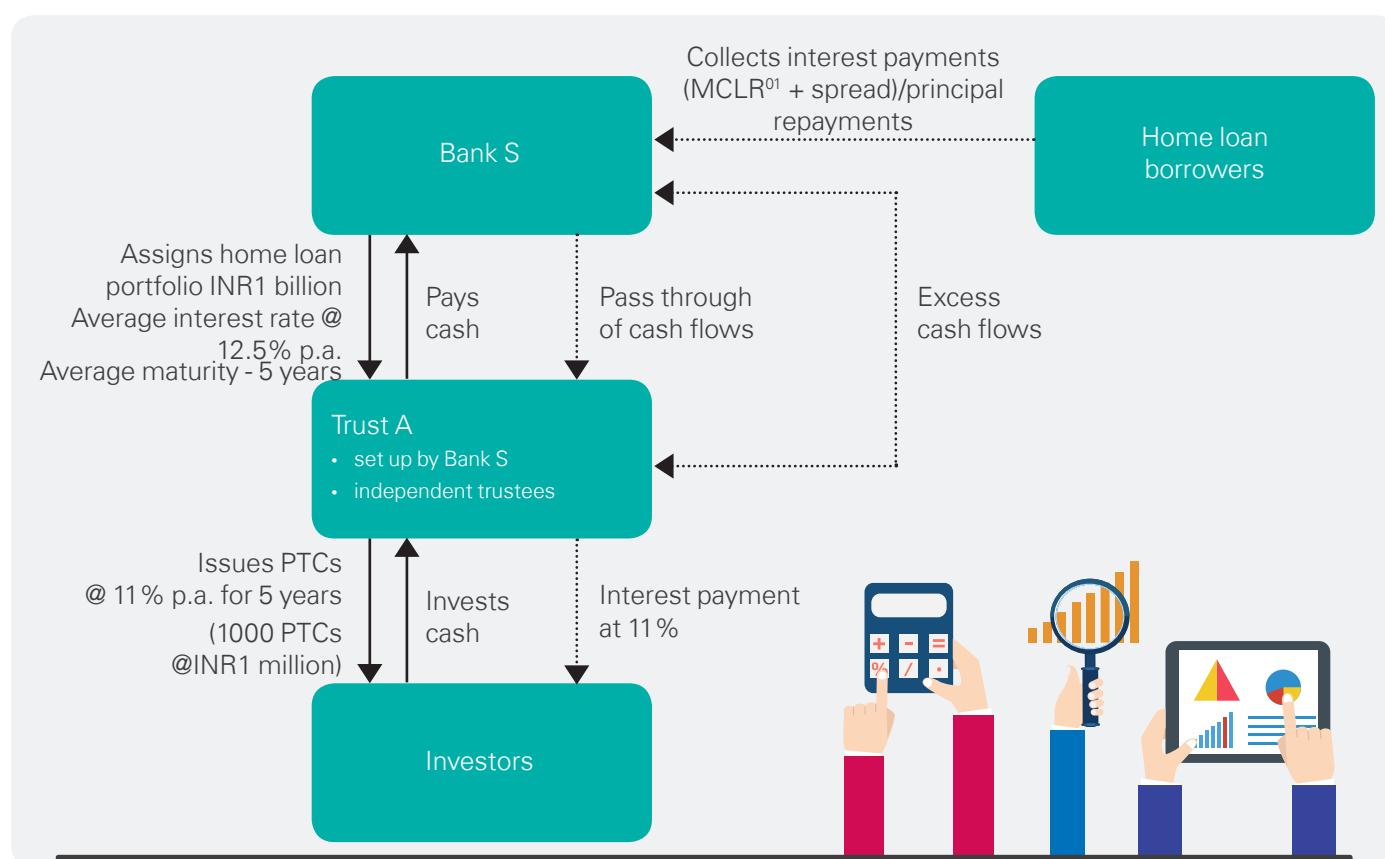 Collects interest payments
(MCLR⁰¹ + spread)/principal
repayments
Bank S
Home loan
borrowers
Assigns home loan
portfolio INR1 billion
Average interest rate @
12.5% p.a.
Average maturity - 5 years
Pays
cash
Pass through
of cash flows
Excess
cash flows
Trust A
• set up by Bank S
• independent trustees
Issues PTCs
@ 11% p.a. for 5 years
(1000 PTCs
@INR1 million)
Invests
cash
Interest payment
at 11%
Investors
+ - =
% / ·